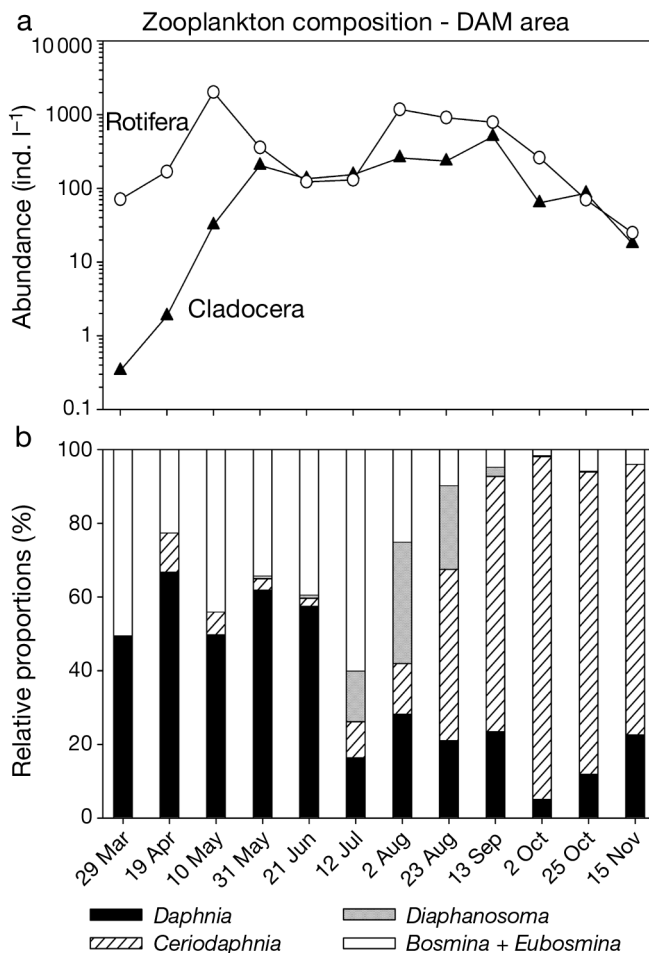 a
Zooplankton composition - DAM area
Abundance (ind. l⁻¹)
10 000
1000
100
10
1
0.1
Rotifera
Cladocera
b
Relative proportions (%)
100
80
60
40
20
0
29 Mar
19 Apr
10 May
31 May
21 Jun
12 Jul
2 Aug
23 Aug
13 Sep
2 Oct
25 Oct
15 Nov
Daphnia
Diaphanosoma
Ceriodaphnia
Bosmina + Eubosmina